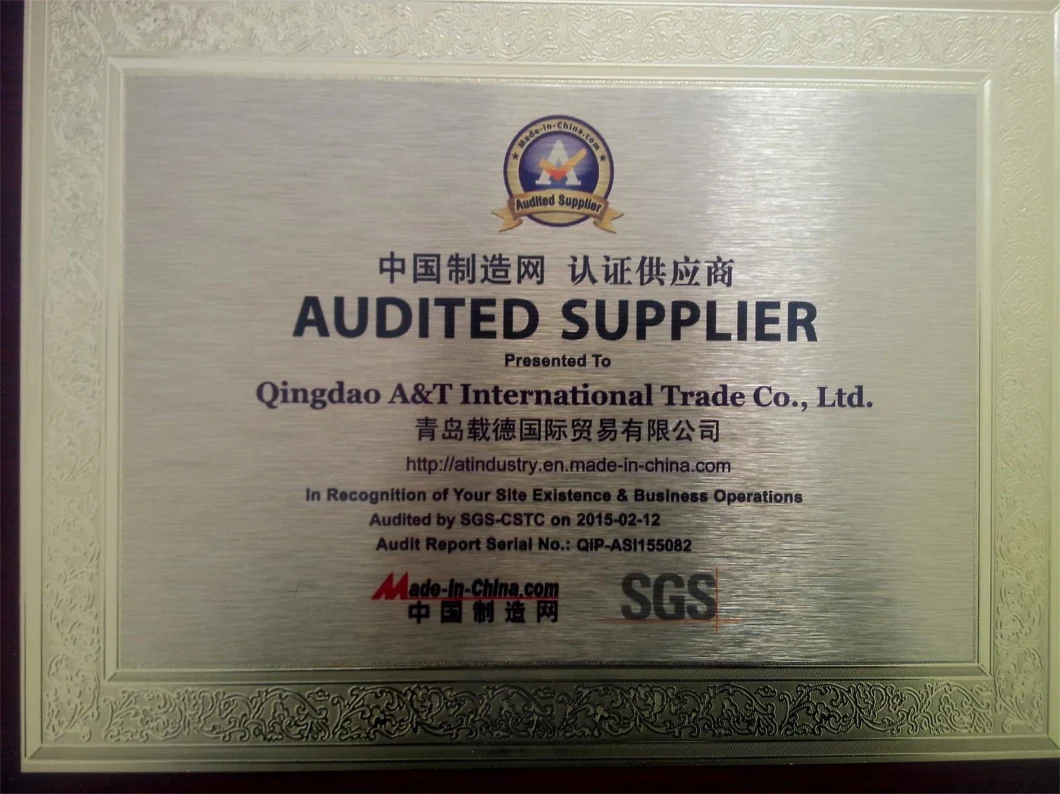 Made-in-China.com
A
Audited Supplier
中国制造网 认证供应商
AUDITED SUPPLIER
Presented To
Qingdao A&T International Trade Co., Ltd.
青岛载德国际贸易有限公司
http://atindustry.en.made-in-china.com
In Recognition of Your Site Existence & Business Operations
Audited by SGS-CSTC on 2015-02-12
Audit Report Serial No.: QIP-ASI155082
Made-in-China.com
中国制造网
SGS